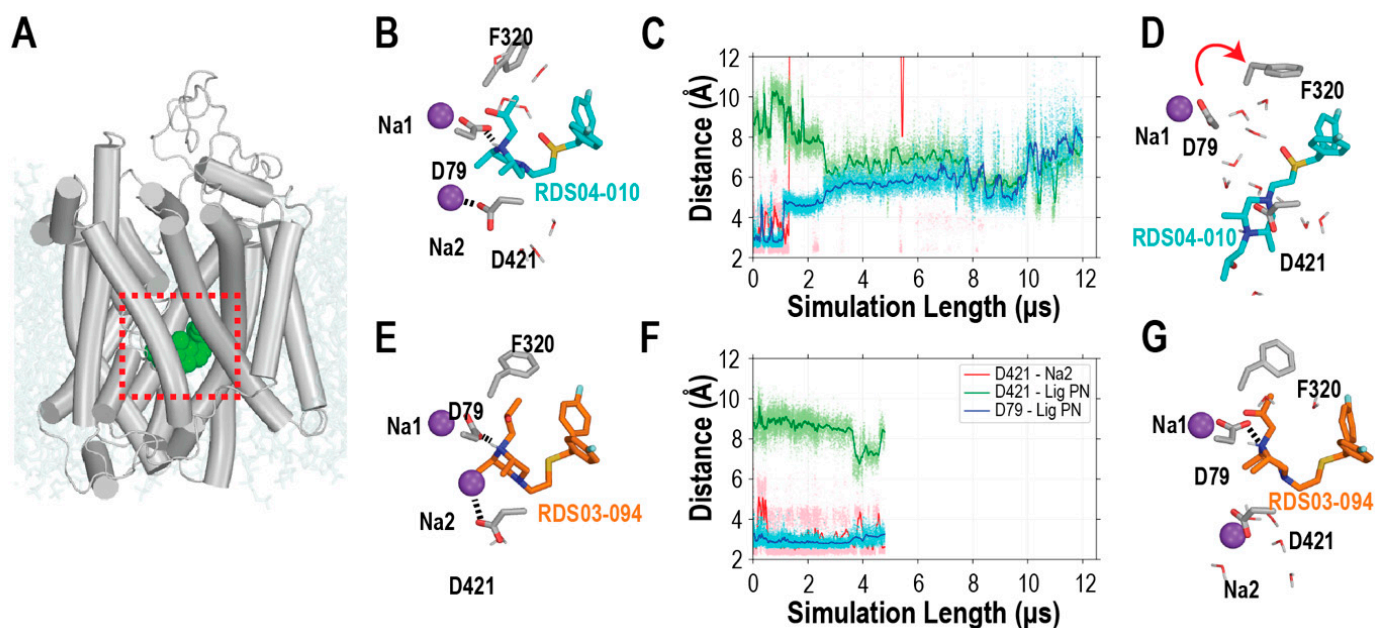 A
B
F320
Na1
D79
RDS04-010
Na2
D421
C
12
10
8
6
4
2
Distance (Å)
0 2 4 6 8 10 12
Simulation Length (µs)
D
F320
Na1
D79
RDS04-010
D421
E
F320
D79
Na1
RDS03-094
Na2
D421
F
12
10
8
6
4
2
Distance (Å)
D421 - Na2
D421 - Lig PN
D79 - Lig PN
0 2 4 6 8 10 12
Simulation Length (µs)
G
F320
Na1
D79
RDS03-094
D421
Na2